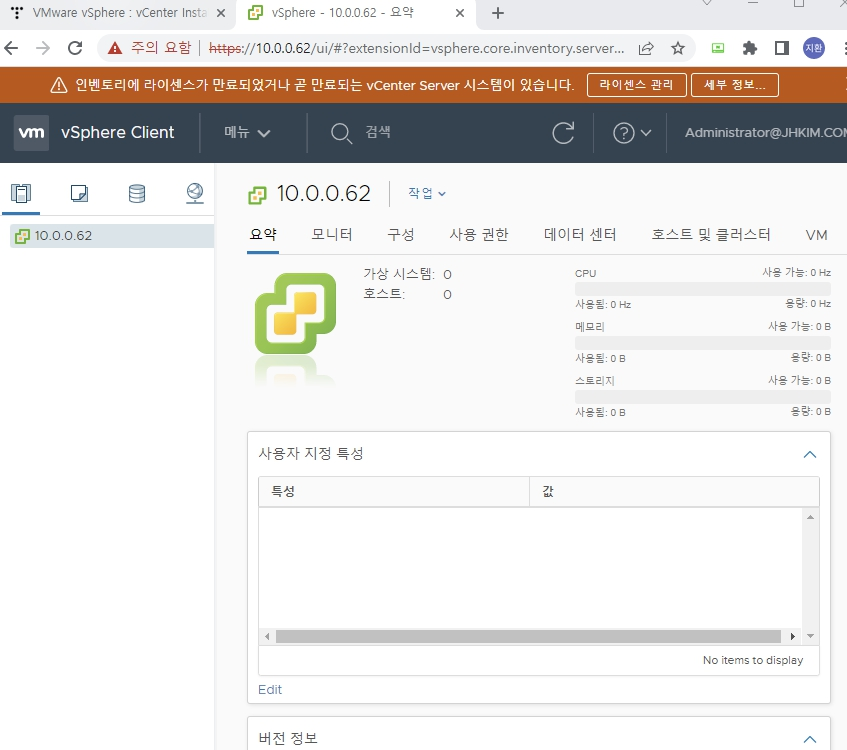 VMware vSphere : vCenter Insta
vSphere - 10.0.0.62 - 요약
주의 요함
https://10.0.0.62/ui/#?extensionId=vsphere.core.inventory.server...
지환
인벤토리에 라이센스가 만료되었거나 곧 만료되는 vCenter Server 시스템이 있습니다.
라이센스 관리
세부 정보...
vm vSphere Client
메뉴
검색
Administrator@JHKIM.COM
10.0.0.62
10.0.0.62
작업
요약 모니터 구성 사용 권한 데이터 센터 호스트 및 클러스터 VM
가상 시스템: 0
호스트: 0
CPU 사용 가능: 0 Hz
사용됨: 0 Hz 용량: 0 Hz
메모리 사용 가능: 0 B
사용됨: 0 B 용량: 0 B
스토리지 사용 가능: 0 B
사용됨: 0 B 용량: 0 B
사용자 지정 특성
특성 값
No items to display
Edit
버전 정보